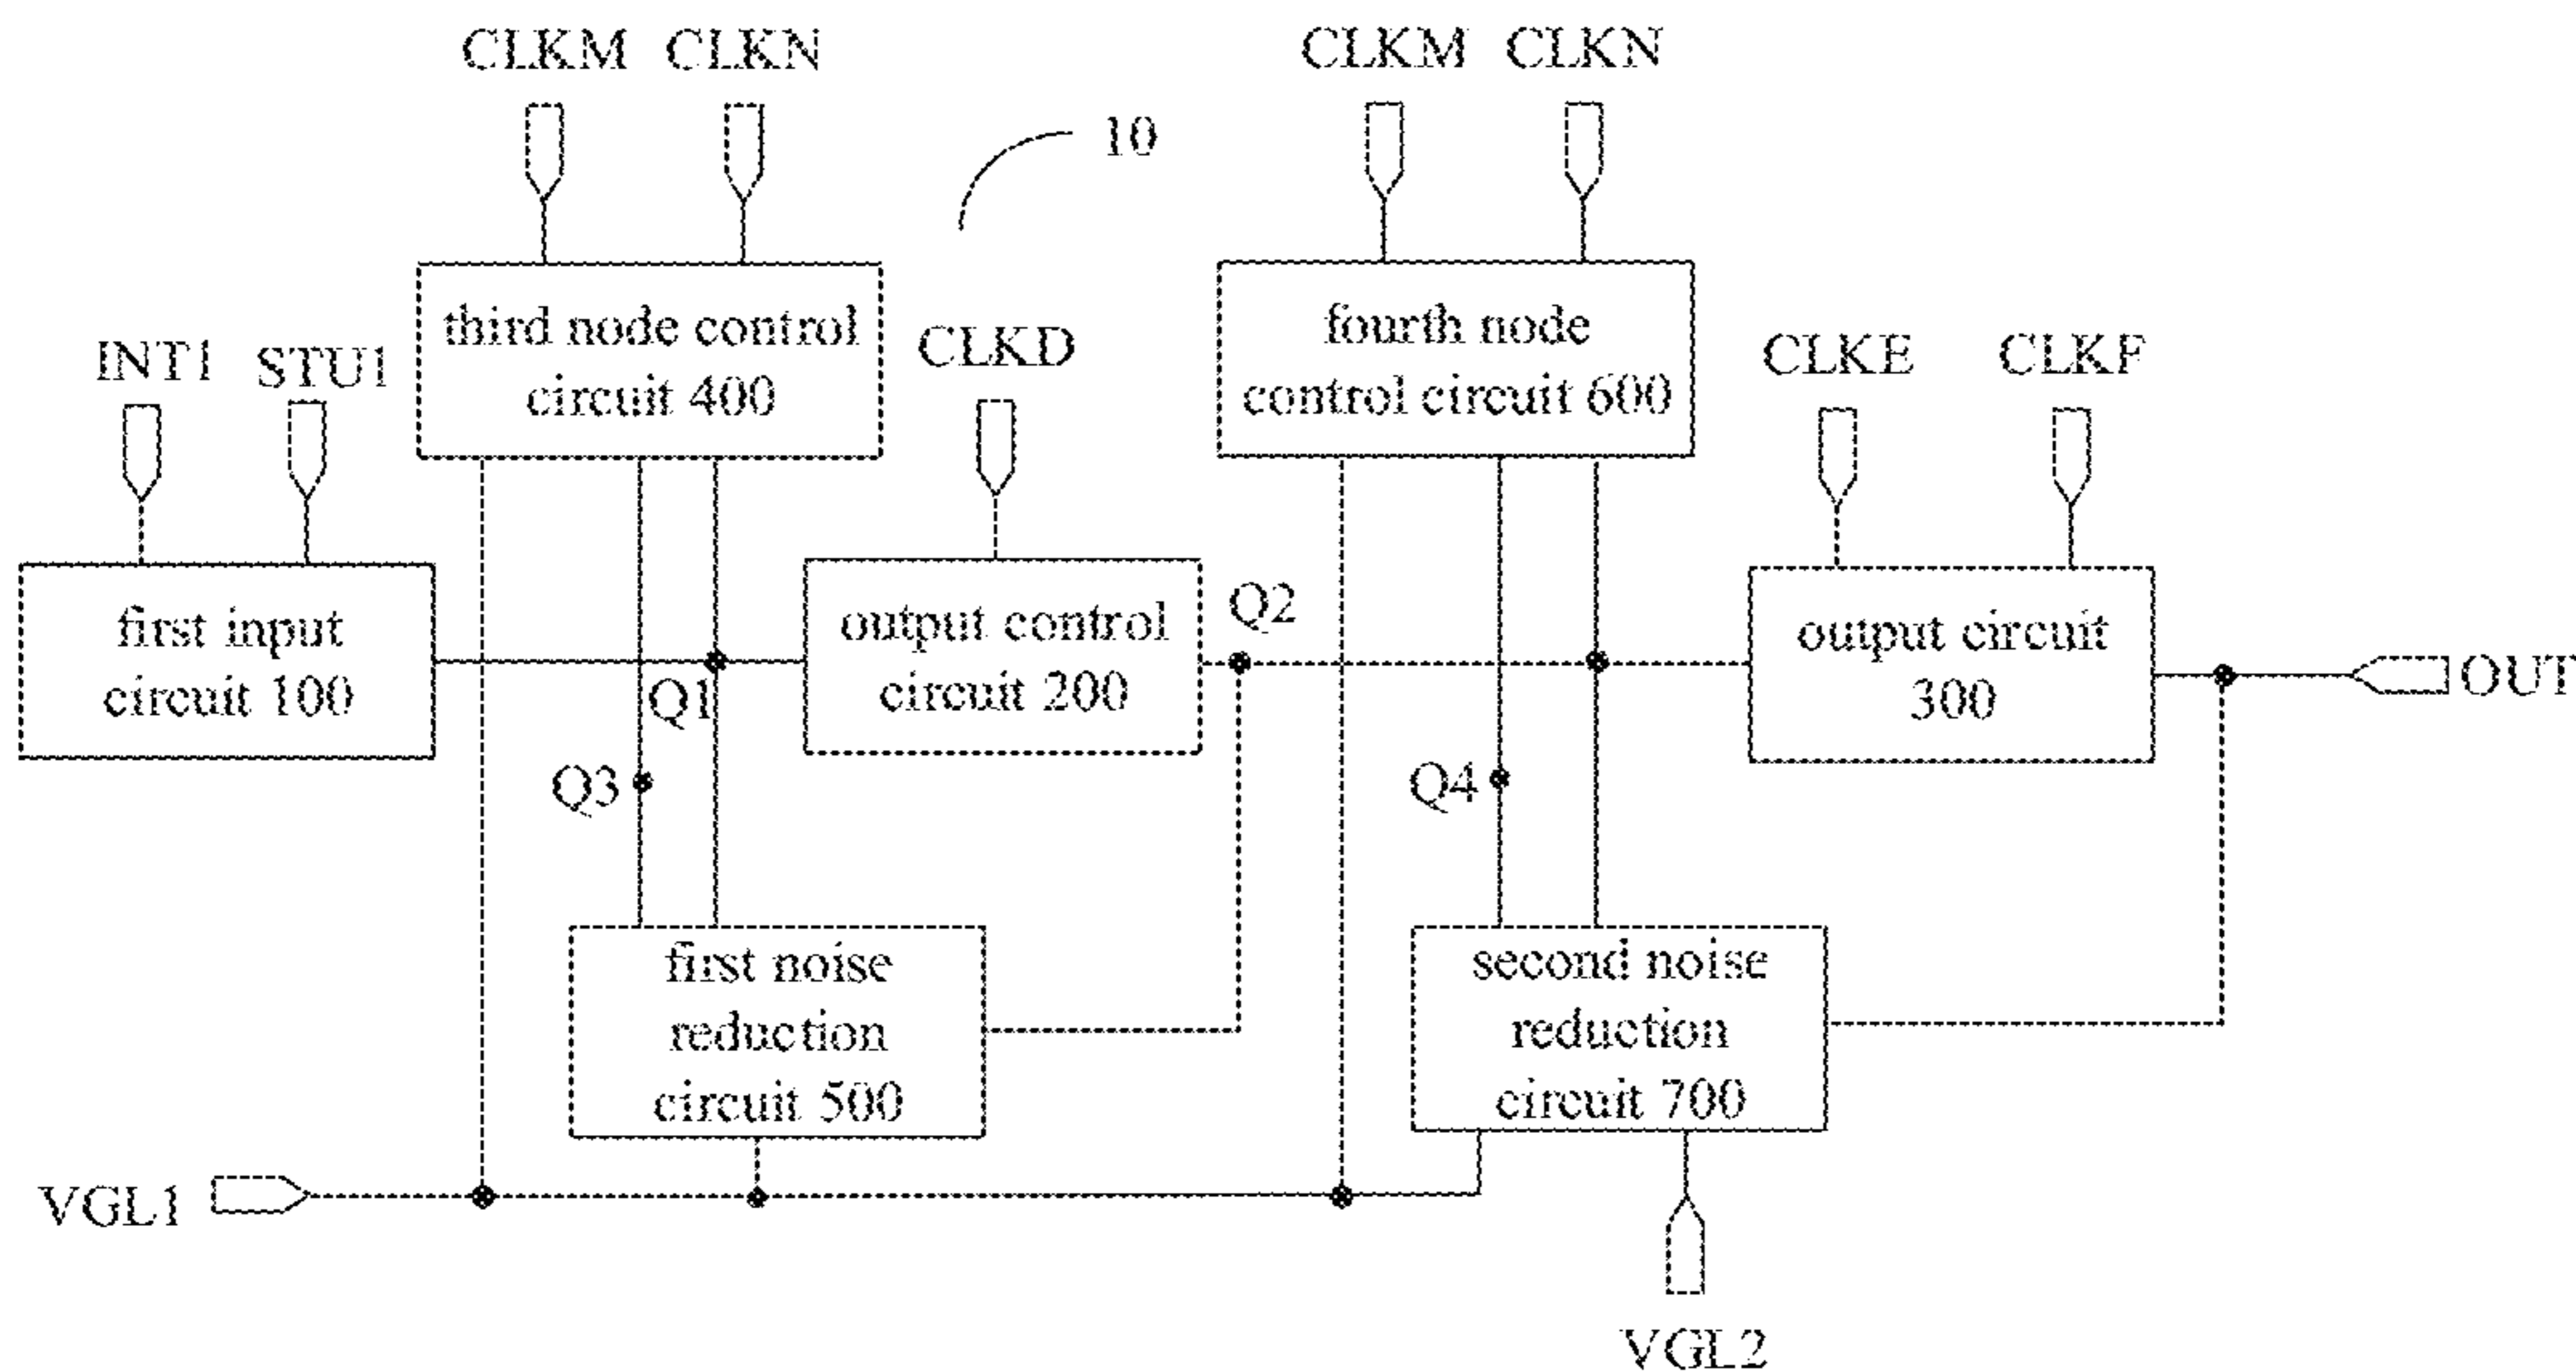 CLKM CLKN CLKM CLKN
10
third node control
circuit 400
fourth node
control circuit 600
INT1 STU1 CLKD CLKE CLKF
first input
circuit 100
Q1
output control
circuit 200
Q2
output circuit
300
OUT
Q3
Q4
first noise
reduction
circuit 500
second noise
reduction
circuit 700
VGL1
VGL2